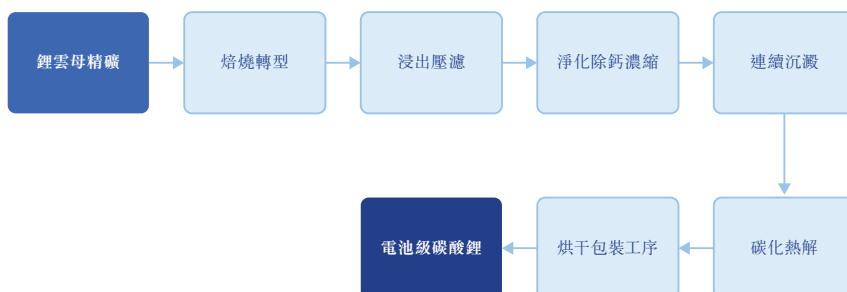 鋰雲母精礦
焙燒轉型
浸出壓濾
淨化除鈣濃縮
連續沉澱
碳化熱解
烘干包裝工序
電池級碳酸鋰